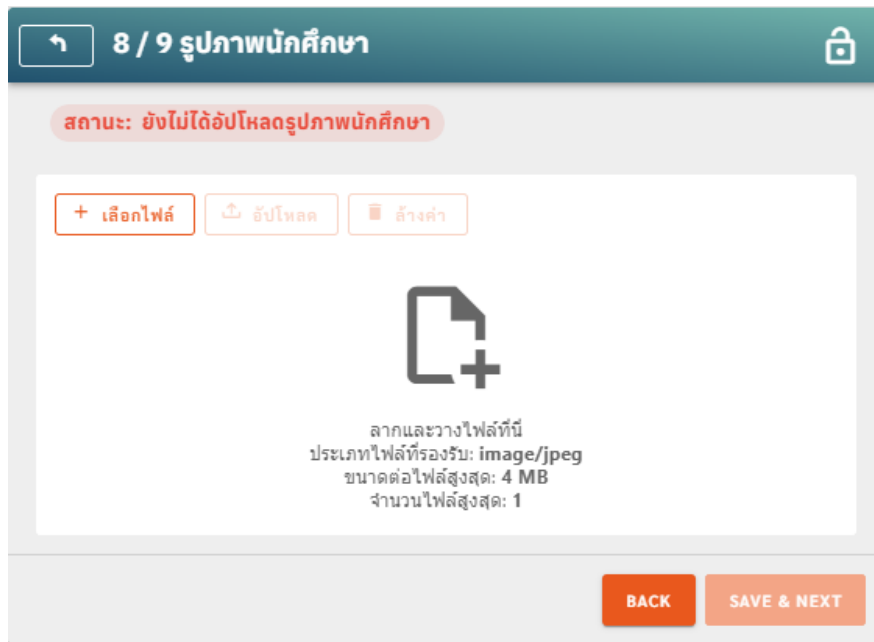 8 / 9 รูปภาพนักศึกษา
สถานะ: ยังไม่ได้อัปโหลดรูปภาพนักศึกษา
+ เลือกไฟล์ อัปโหลด ล้างค่า
ลากและวางไฟล์ที่นี่
ประเภทไฟล์ที่รองรับ: image/jpeg
ขนาดต่อไฟล์สูงสุด: 4 MB
จำนวนไฟล์สูงสุด: 1
BACK SAVE & NEXT